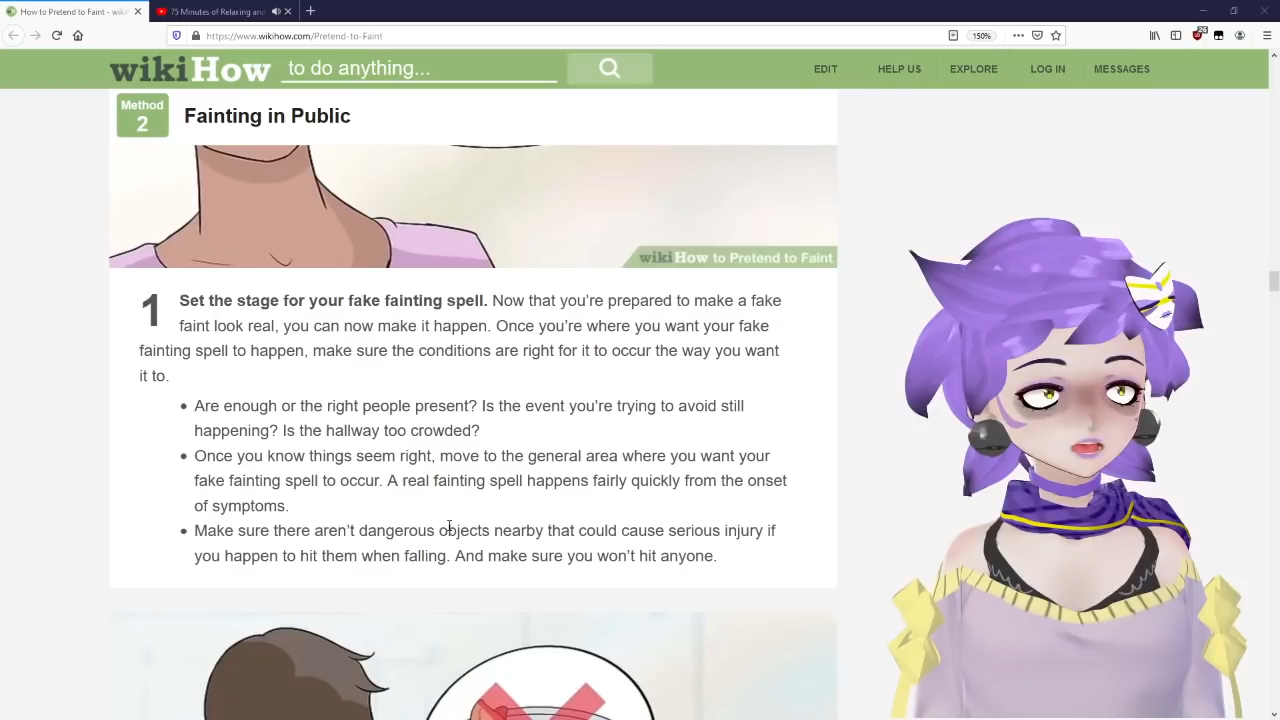 How to Pretend to Faint - wiki
75 Minutes of Relaxing and
https://www.wikihow.com/Pretend-to-Faint
150%
wikiHow to do anything...
EDIT HELP US EXPLORE LOG IN MESSAGES
Method
2
Fainting in Public
wikiHow to Pretend to Faint
1 Set the stage for your fake fainting spell. Now that you’re prepared to make a fake
faint look real, you can now make it happen. Once you’re where you want your fake
fainting spell to happen, make sure the conditions are right for it to occur the way you want
it to.
• Are enough or the right people present? Is the event you’re trying to avoid still
happening? Is the hallway too crowded?
• Once you know things seem right, move to the general area where you want your
fake fainting spell to occur. A real fainting spell happens fairly quickly from the onset
of symptoms.
• Make sure there aren’t dangerous objects nearby that could cause serious injury if
you happen to hit them when falling. And make sure you won’t hit anyone.